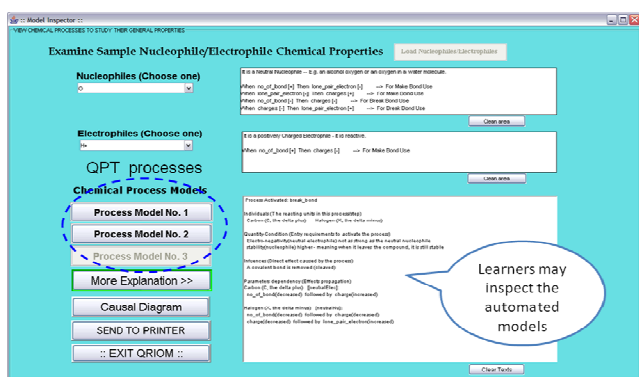 :: Model Inspector ::
VIEW CHEMICAL PROCESSES TO STUDY THEIR GENERAL PROPERTIES
Examine Sample Nucleophile/Electrophile Chemical Properties
Load Nucleophiles/Electrophiles
Nucleophiles (Choose one)
O
It is a Neutral Nucleophile -- E.g. an alcohol oxygen or an oxygen in a water molecule.
When no_of_bond [+] Then lone_pair_electron [-] --> For Make Bond Use
When lone_pair_electron [-] Then charges [+] --> For Make Bond Use
When no_of_bond [-] Then charges [-] --> For Break Bond Use
When charges [-] Then lone_pair_electron [+] --> For Break Bond Use
Clean area
Electrophiles (Choose one)
H+
It is a positively Charged Electrophile - It is reactive.
When no_of_bond [+] Then charges [-] --> For Make Bond Use
Clean area
QPT processes
Chemical Process Models
Process Model No. 1
Process Model No. 2
Process Model No. 3
More Explanation >>
Causal Diagram
SEND TO PRINTER
:: EXIT QRIOM ::
Process Activated: break_bond
Individuals (The reacting units in this process/step):
Carbon (C, the delta plus) Halogen (X, the delta minus)
Quantity Condition (Entry requirements to activate the process)
Electro-negativity(neutral electrophile) not as strong as the neutral nucleophile
stability(nucleophile) higher - meaning when it leaves the compound, it is still stable
Influences (Direct effect caused by the process)
A covalent bond is removed (cleaved)
Parameters dependency (Effects propagation)
Carbon (C, the delta plus) [neutralElec]
no_of_bond(decreased) followed by charge(increased)
Halogen (X, the delta minus) [neutralNu]:
no_of_bond(decreased) followed by charge(decreased)
charge(decreased) followed by lone_pair_electron(increased)
Learners may
inspect the
automated
models
Clear Texts